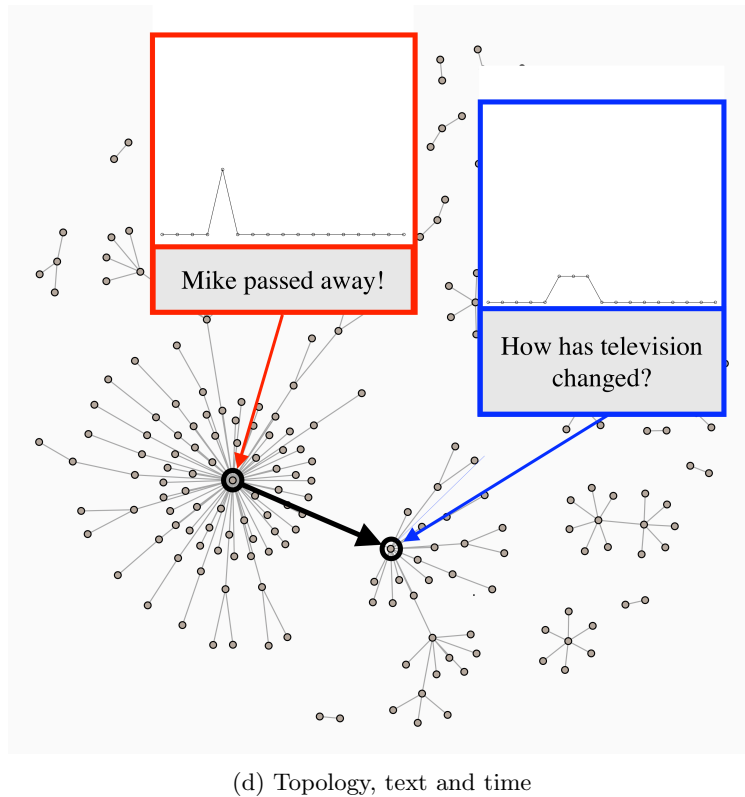 Mike passed away!
How has television
changed?
(d) Topology, text and time